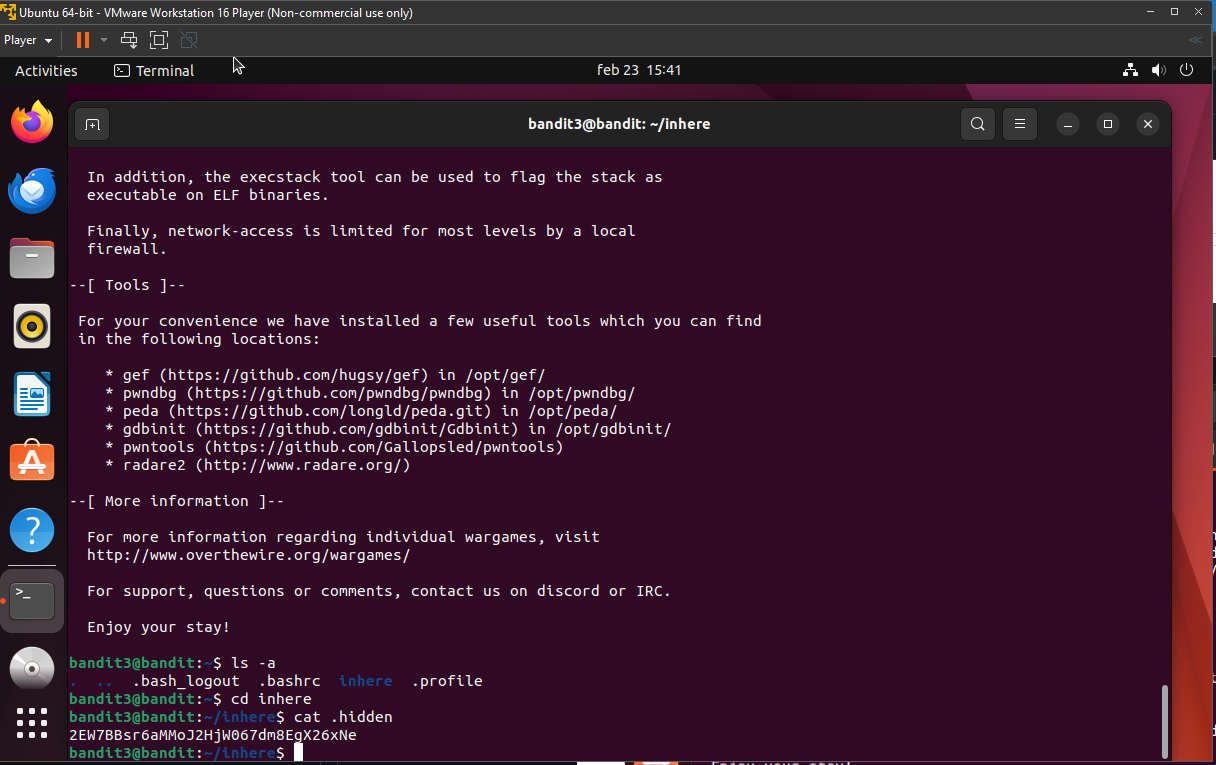 Ubuntu 64-bit - VMware Workstation 16 Player (Non-commercial use only)
Player
Activities
Terminal
feb 23 15:41
bandit3@bandit: ~/inhere
In addition, the execstack tool can be used to flag the stack as
executable on ELF binaries.
Finally, network-access is limited for most levels by a local
firewall.
--[ Tools ]--
For your convenience we have installed a few useful tools which you can find
in the following locations:
* gef (https://github.com/hugsy/gef) in /opt/gef/
* pwndbg (https://github.com/pwndbg/pwndbg) in /opt/pwndbg/
* peda (https://github.com/longld/peda.git) in /opt/peda/
* gdbinit (https://github.com/gdbinit/Gdbinit) in /opt/gdbinit/
* pwntools (https://github.com/Gallopsled/pwntools)
* radare2 (http://www.radare.org/)
--[ More information ]--
For more information regarding individual wargames, visit
http://www.overthewire.org/wargames/
For support, questions or comments, contact us on discord or IRC.
Enjoy your stay!
bandit3@bandit:~$ ls -a
. .. .bash_logout .bashrc inhere .profile
bandit3@bandit:~$ cd inhere
bandit3@bandit:~/inhere$ cat .hidden
2EW7BBsr6aMMoJ2HjW067dm8EgX26xNe
bandit3@bandit:~/inhere$